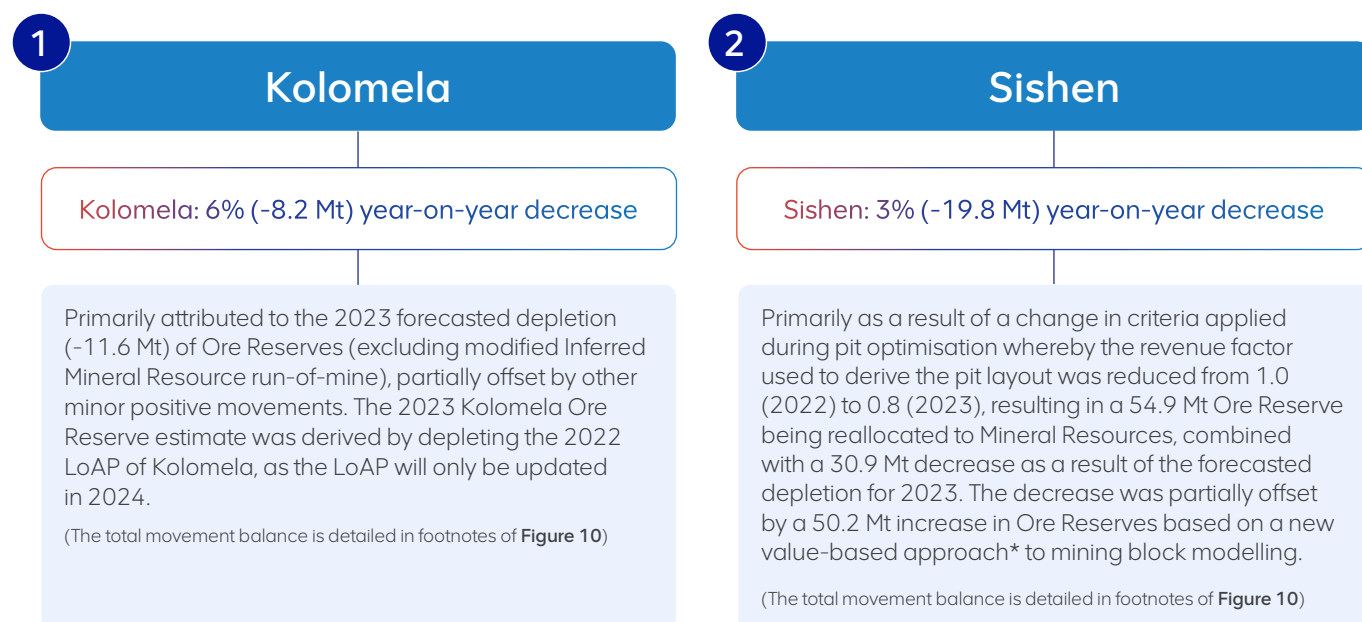 1
Kolomela
Kolomela: 6% (-8.2 Mt) year-on-year decrease
Primarily attributed to the 2023 forecasted depletion
(-11.6 Mt) of Ore Reserves (excluding modified Inferred
Mineral Resource run-of-mine), partially offset by other
minor positive movements. The 2023 Kolomela Ore
Reserve estimate was derived by depleting the 2022
LoAP of Kolomela, as the LoAP will only be updated
in 2024.
(The total movement balance is detailed in footnotes of Figure 10)
2
Sishen
Sishen: 3% (-19.8 Mt) year-on-year decrease
Primarily as a result of a change in criteria applied
during pit optimisation whereby the revenue factor
used to derive the pit layout was reduced from 1.0
(2022) to 0.8 (2023), resulting in a 54.9 Mt Ore Reserve
being reallocated to Mineral Resources, combined
with a 30.9 Mt decrease as a result of the forecasted
depletion for 2023. The decrease was partially offset
by a 50.2 Mt increase in Ore Reserves based on a new
value-based approach* to mining block modelling.
(The total movement balance is detailed in footnotes of Figure 10)